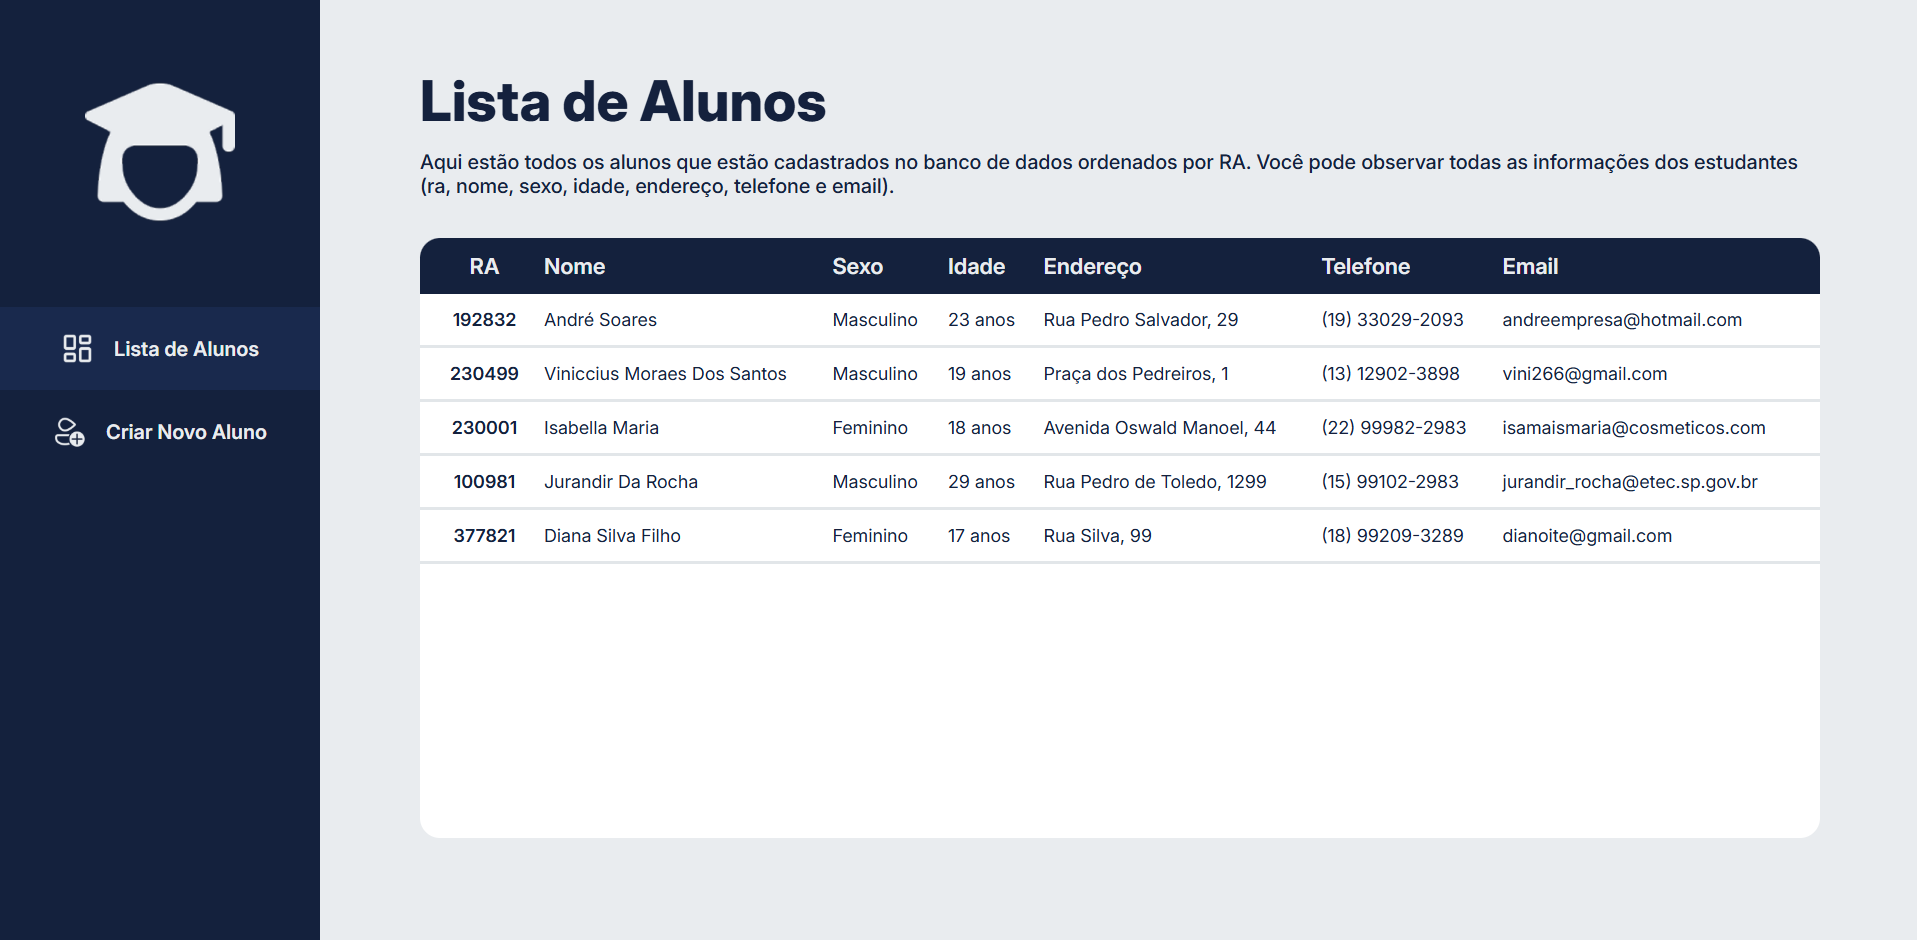 Lista de Alunos
Aqui estão todos os alunos que estão cadastrados no banco de dados ordenados por RA. Você pode observar todas as informações dos estudantes
(ra, nome, sexo, idade, endereço, telefone e email).
Lista de Alunos
Criar Novo Aluno
RA Nome Sexo Idade Endereço Telefone Email
192832 André Soares Masculino 23 anos Rua Pedro Salvador, 29 (19) 33029-2093 andreempresa@hotmail.com
230499 Viniccius Moraes Dos Santos Masculino 19 anos Praça dos Pedreiros, 1 (13) 12902-3898 vini266@gmail.com
230001 Isabella Maria Feminino 18 anos Avenida Oswald Manoel, 44 (22) 99982-2983 isamaismaria@cosmeticos.com
100981 Jurandir Da Rocha Masculino 29 anos Rua Pedro de Toledo, 1299 (15) 99102-2983 jurandir_rocha@etec.sp.gov.br
377821 Diana Silva Filho Feminino 17 anos Rua Silva, 99 (18) 99209-3289 dianoite@gmail.com